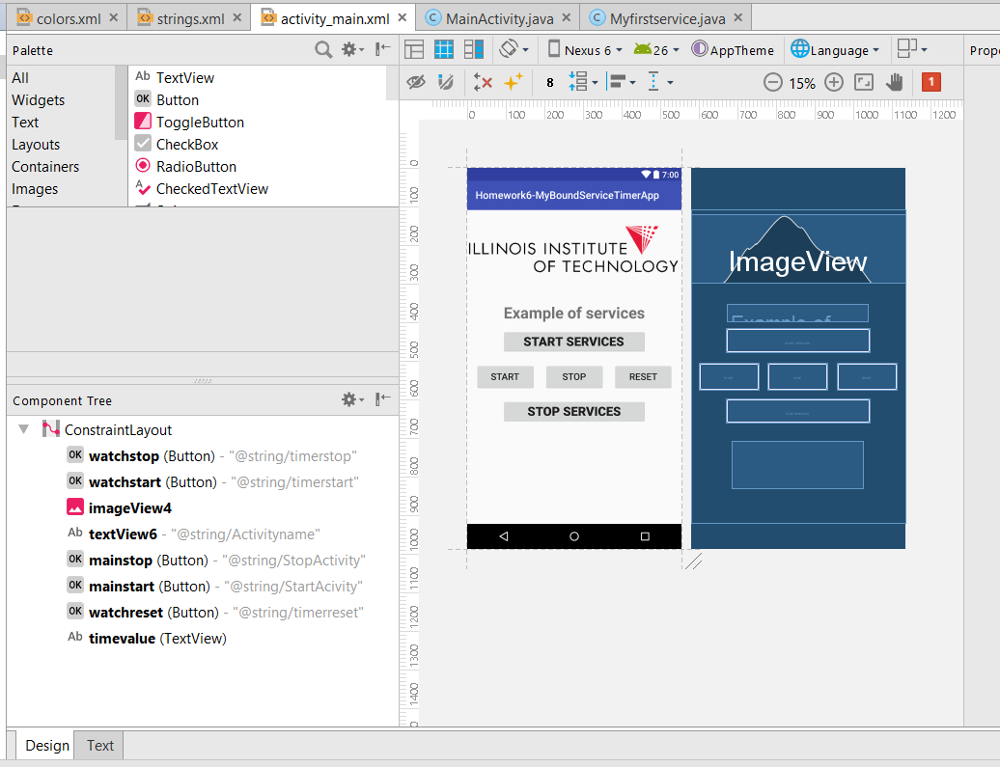 colors.xml strings.xml activity_main.xml MainActivity.java Myfirstservice.java
Palette
Nexus 6 26 AppTheme Language
Prope
All
Widgets
Text
Layouts
Containers
Images
Ab TextView
OK Button
ToggleButton
CheckBox
RadioButton
CheckedTextView
8
15%
1
0 100 200 300 400 500 600 700 800 900 1000 1100 1200
0
100
200
300
400
500
600
700
800
900
1000
1100
1200
1300
1400
7:00
Homework6-MyBoundServiceTimerApp
ILLINOIS INSTITUTE
OF TECHNOLOGY
Example of services
START SERVICES
START STOP RESET
STOP SERVICES
ImageView
Example of
Component Tree
ConstraintLayout
OK watchstop (Button) - "@string/timerstop"
OK watchstart (Button) - "@string/timerstart"
imageView4
Ab textView6 - "@string/Activityname"
OK mainstop (Button) - "@string/StopActivity"
OK mainstart (Button) - "@string/StartAcivity"
OK watchreset (Button) - "@string/timerreset"
Ab timevalue (TextView)
Design Text